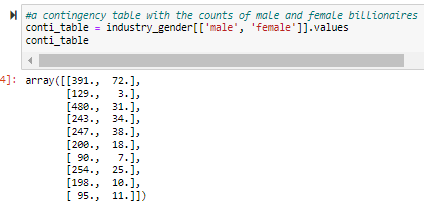 #a contingency table with the counts of male and female billionaires
conti_table = industry_gender[['male', 'female']].values
conti_table
4]: array([[391., 72.],
[129., 3.],
[480., 31.],
[243., 34.],
[247., 38.],
[200., 18.],
[ 90., 7.],
[254., 25.],
[198., 10.],
[ 95., 11.]])